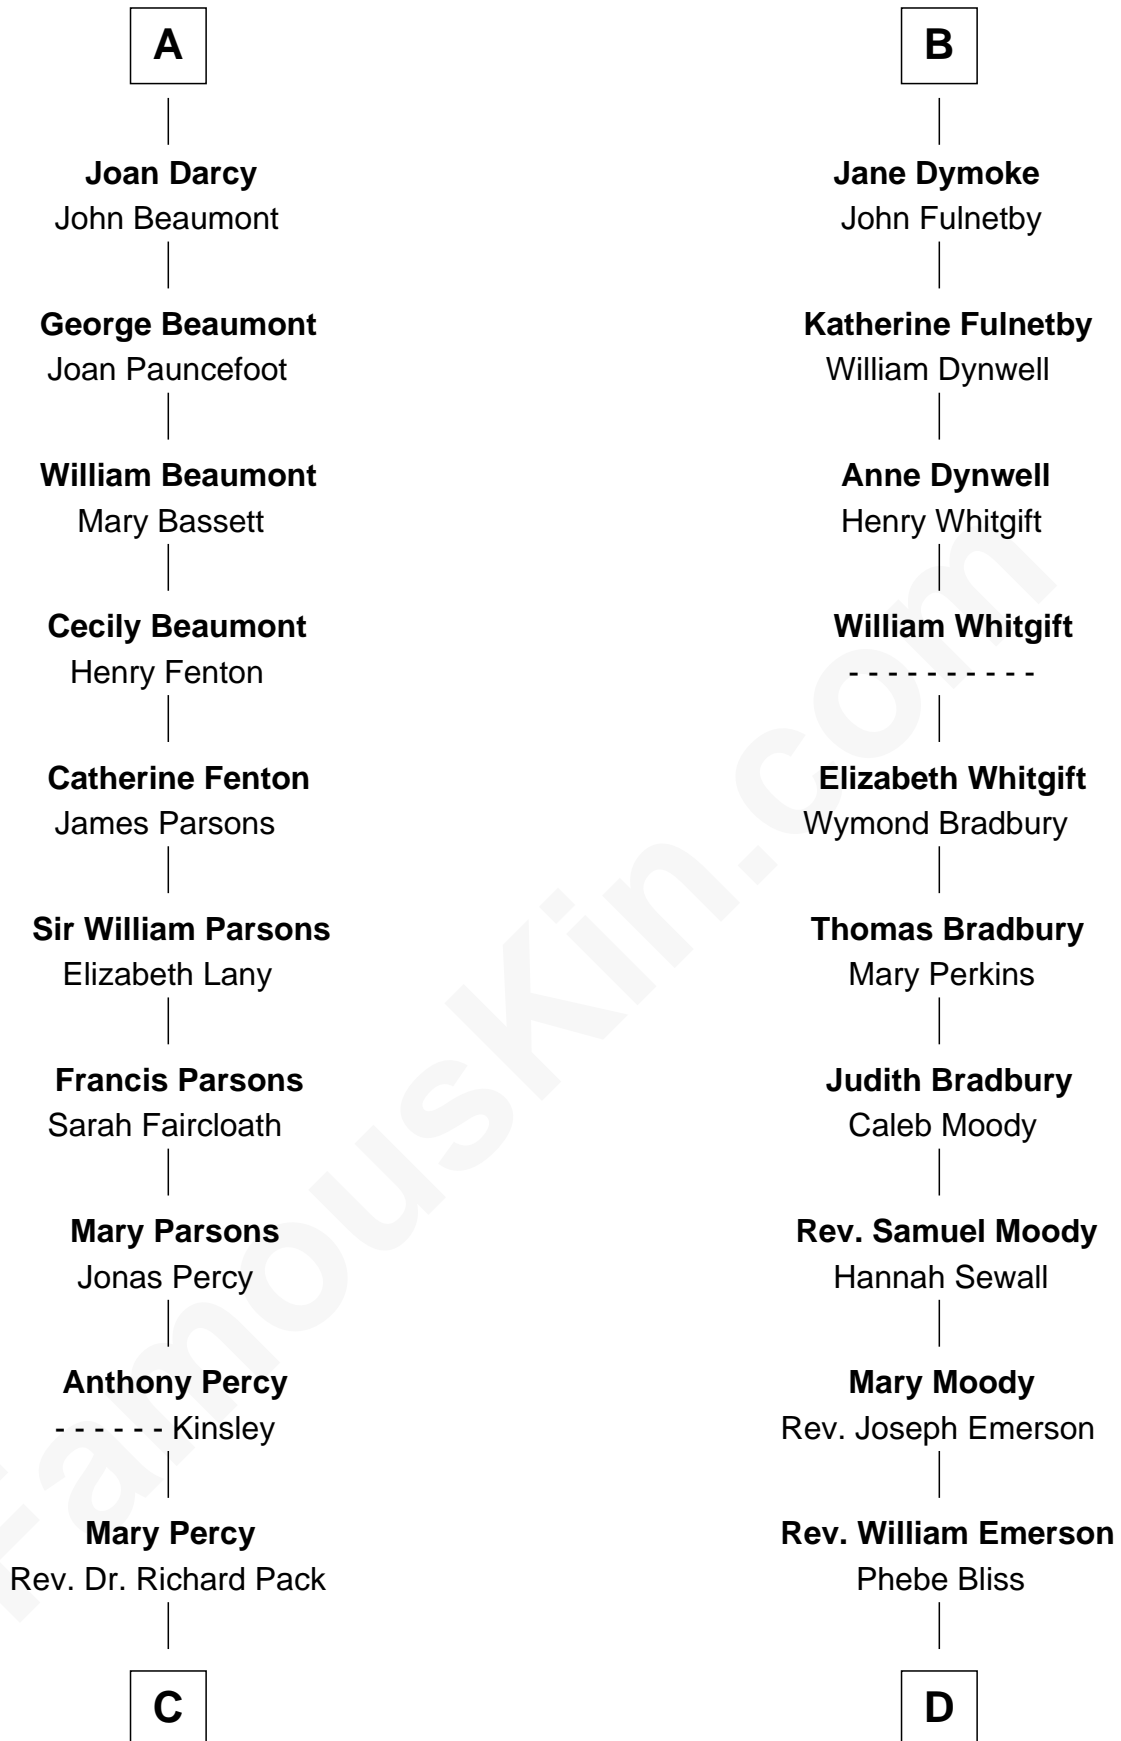 A
Joan Darcy
John Beaumont
George Beaumont
Joan Pauncefoot
William Beaumont
Mary Bassett
Cecily Beaumont
Henry Fenton
Catherine Fenton
James Parsons
Sir William Parsons
Elizabeth Lany
Francis Parsons
Sarah Faircloath
Mary Parsons
Jonas Percy
Anthony Percy
- - - - - - Kinsley
Mary Percy
Rev. Dr. Richard Pack
C
B
Jane Dymoke
John Fulnetby
Katherine Fulnetby
William Dynwell
Anne Dynwell
Henry Whitgift
William Whitgift
- - - - - - - - - -
Elizabeth Whitgift
Wymond Bradbury
Thomas Bradbury
Mary Perkins
Judith Bradbury
Caleb Moody
Rev. Samuel Moody
Hannah Sewall
Mary Moody
Rev. Joseph Emerson
Rev. William Emerson
Phebe Bliss
D
FamousKin.com